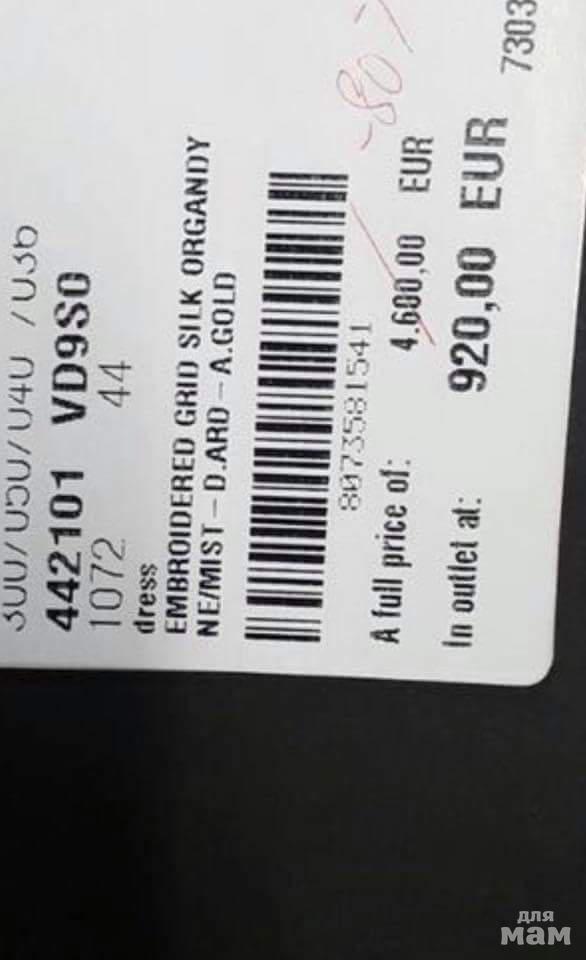 442101 VD9S0
1072 44
dress
EMBROIDERED GRID SILK ORGANDY
NE/MIST-D.ARD-A.GOLD
8073581541
-80%
A full price of: 4.600,00 EUR
In outlet at: 920,00 EUR
7303
для
мам